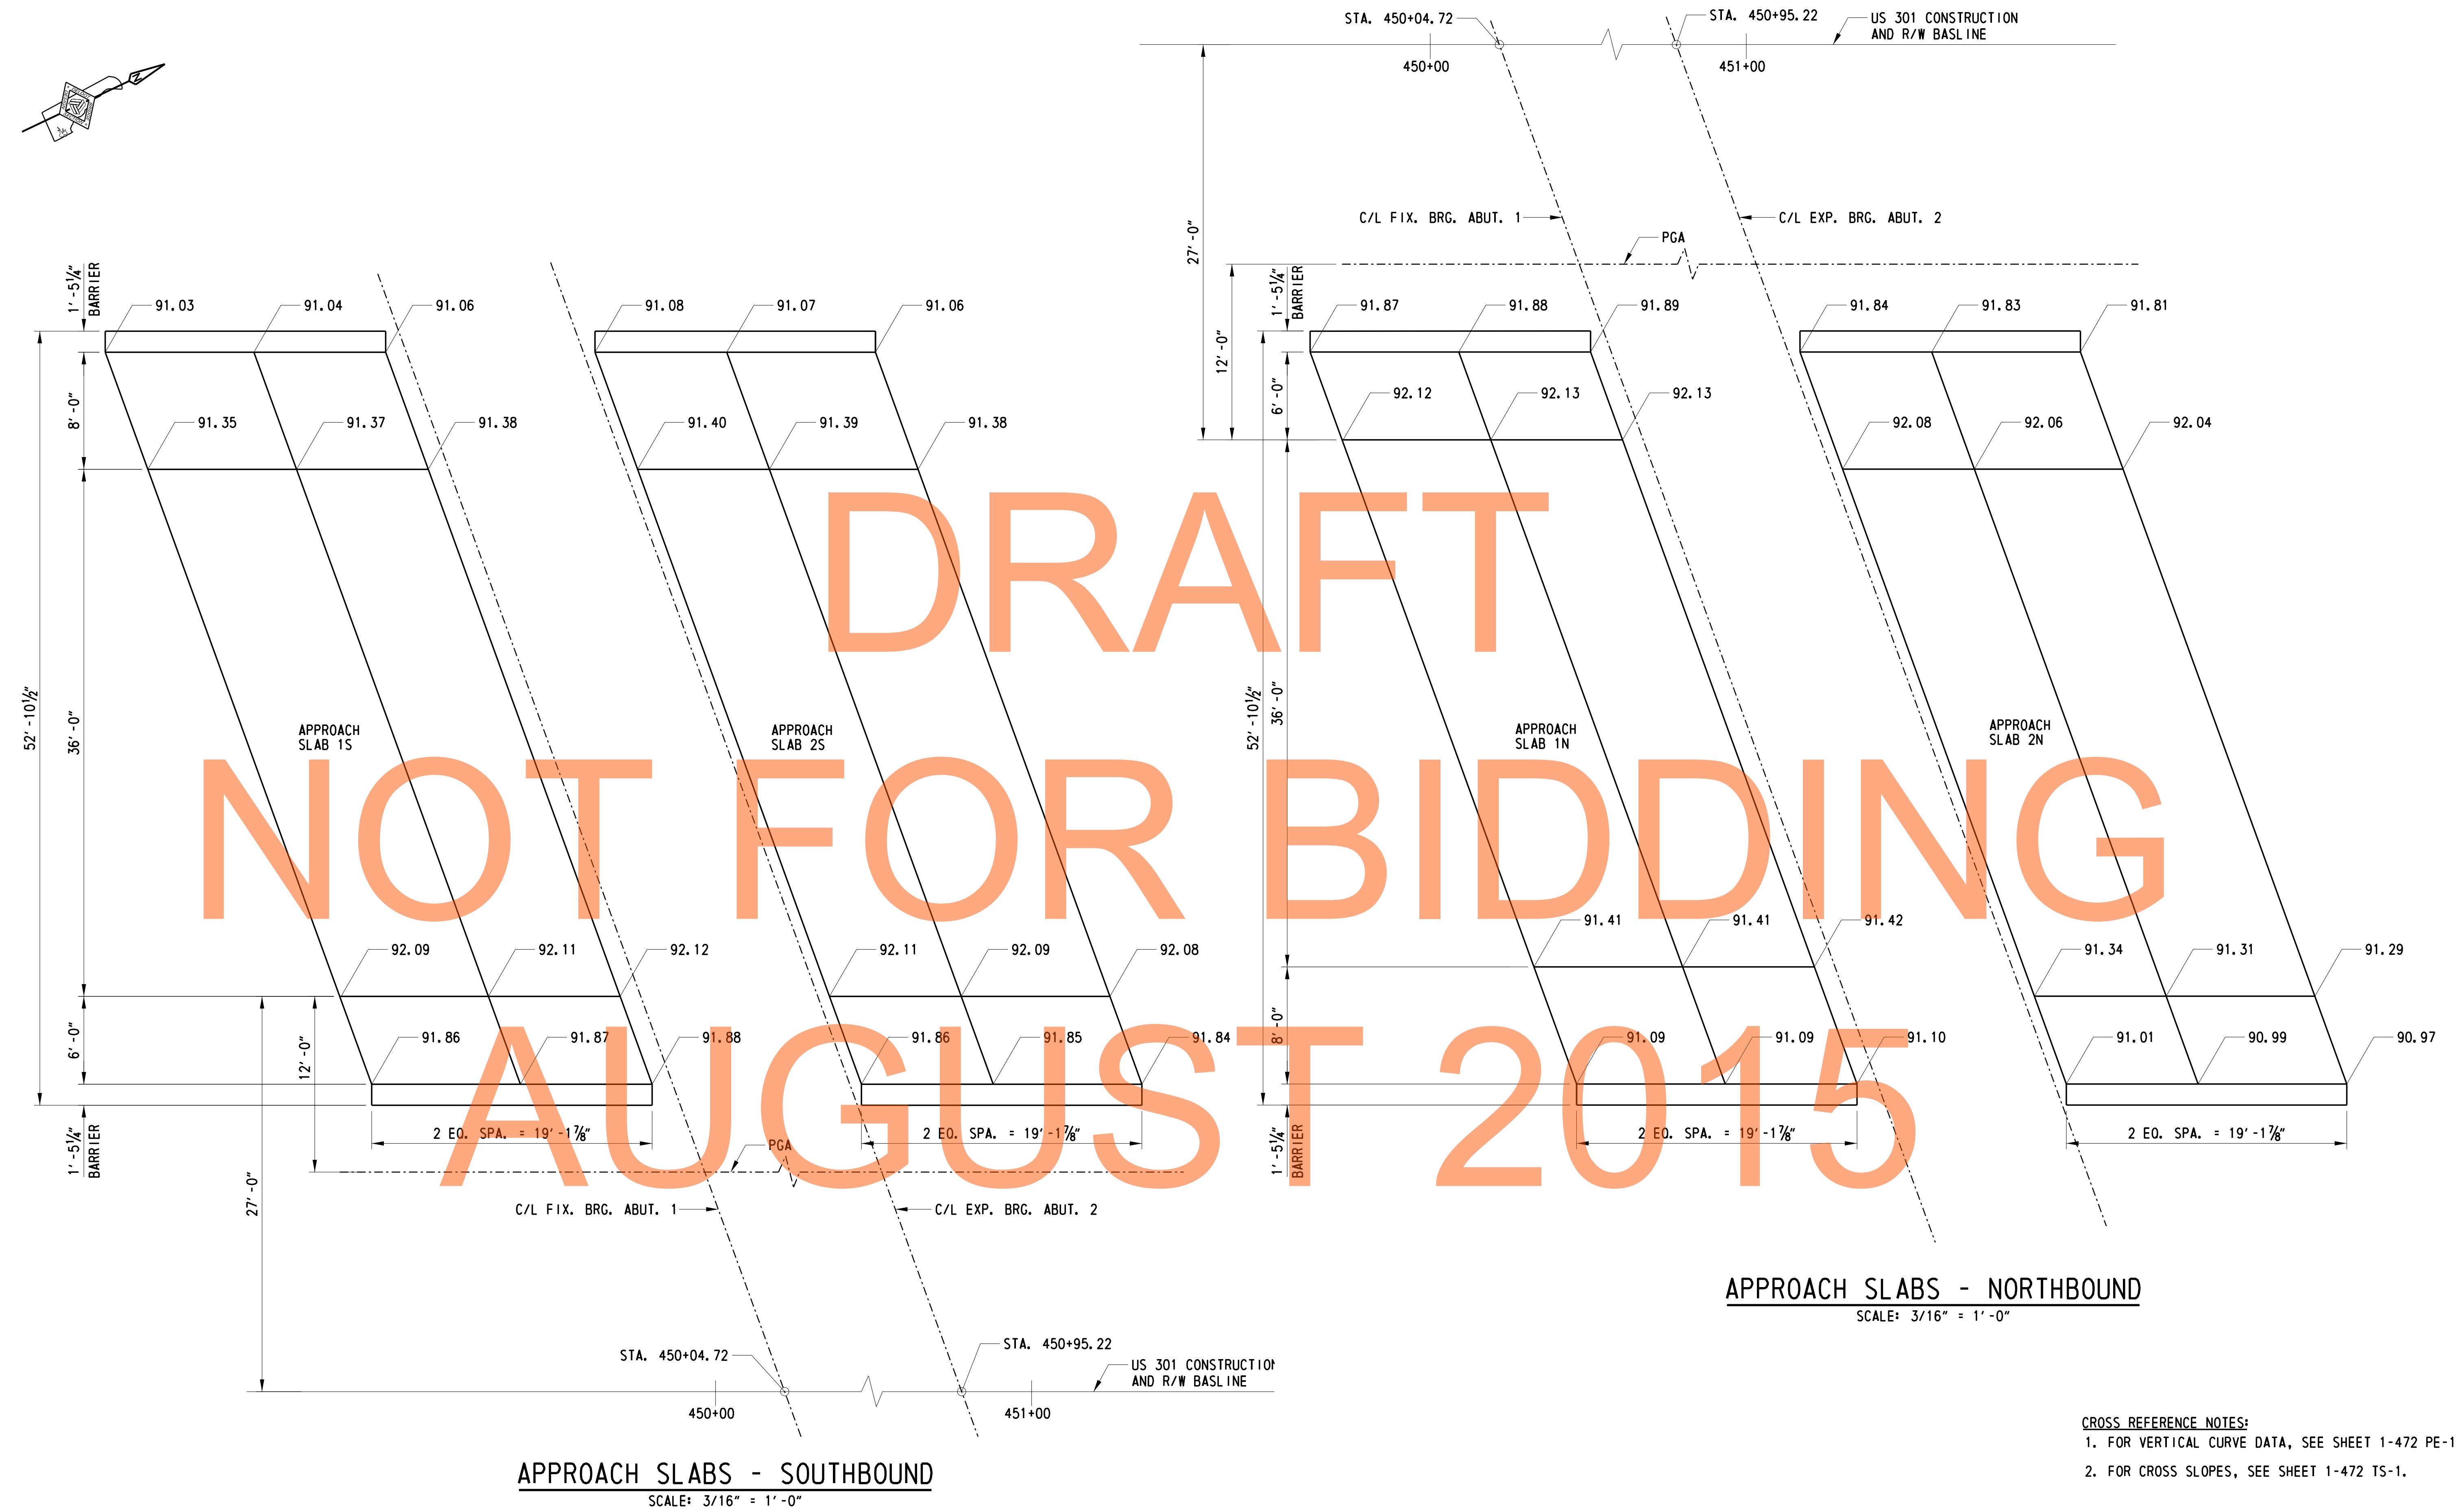 STA. 450+04.72
STA. 450+95.22
US 301 CONSTRUCTION
AND R/W BASLINE
450+00
451+00
N
27'-0"
C/L FIX. BRG. ABUT. 1
C/L EXP. BRG. ABUT. 2
PGA
12'-0"
1'-5¼"
BARRIER
91.87
91.88
91.89
91.84
91.83
91.81
6'-0"
92.12
92.13
92.13
92.08
92.06
92.04
52'-10½"
36'-0"
APPROACH
SLAB 1N
APPROACH
SLAB 2N
91.41
91.41
91.42
91.34
91.31
91.29
8'-0"
91.09
91.09
91.10
91.01
90.99
90.97
1'-5¼"
BARRIER
2 EQ. SPA. = 19'-1⅞"
2 EQ. SPA. = 19'-1⅞"
APPROACH SLABS - NORTHBOUND
SCALE: 3/16" = 1'-0"
1'-5¼"
BARRIER
91.03
91.04
91.06
91.08
91.07
91.06
8'-0"
91.35
91.37
91.38
91.40
91.39
91.38
52'-10½"
36'-0"
APPROACH
SLAB 1S
APPROACH
SLAB 2S
92.09
92.11
92.12
92.11
92.09
92.08
6'-0"
12'-0"
91.86
91.87
91.88
91.86
91.85
91.84
1'-5¼"
BARRIER
2 EQ. SPA. = 19'-1⅞"
2 EQ. SPA. = 19'-1⅞"
PGA
27'-0"
C/L FIX. BRG. ABUT. 1
C/L EXP. BRG. ABUT. 2
STA. 450+04.72
STA. 450+95.22
US 301 CONSTRUCTION
AND R/W BASLINE
450+00
451+00
APPROACH SLABS - SOUTHBOUND
SCALE: 3/16" = 1'-0"
CROSS REFERENCE NOTES:
1. FOR VERTICAL CURVE DATA, SEE SHEET 1-472 PE-1
2. FOR CROSS SLOPES, SEE SHEET 1-472 TS-1.
DRAFT
NOT FOR BIDDING
AUGUST 2015